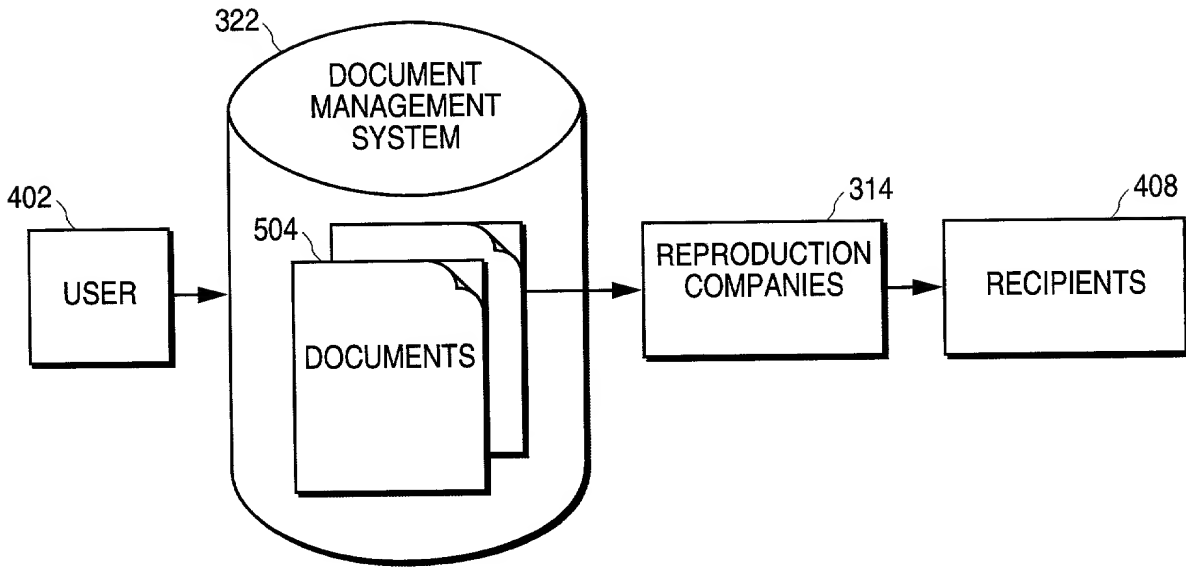 322
DOCUMENT
MANAGEMENT
SYSTEM
402
USER
504
DOCUMENTS
314
REPRODUCTION
COMPANIES
408
RECIPIENTS